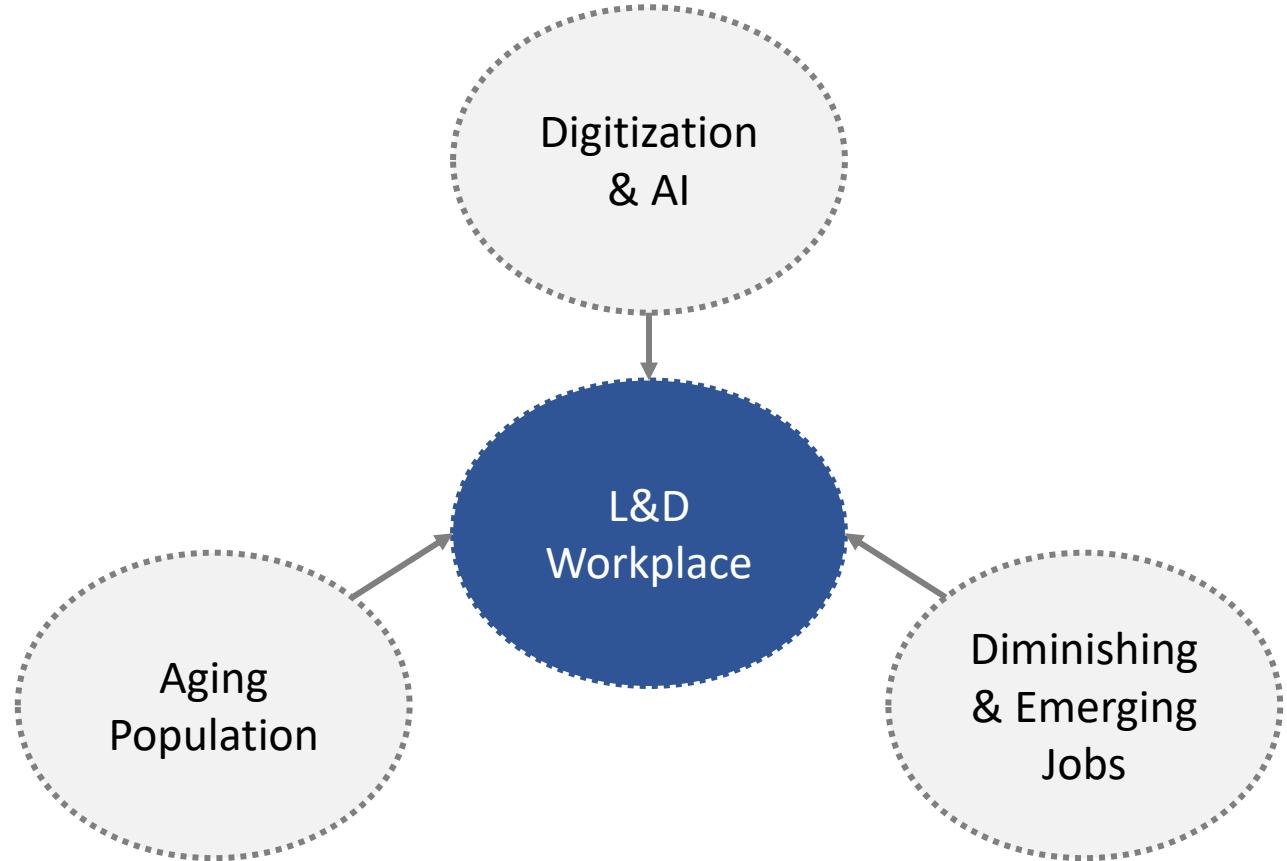 Digitization
& AI
L&D
Workplace
Aging
Population
Diminishing
& Emerging
Jobs